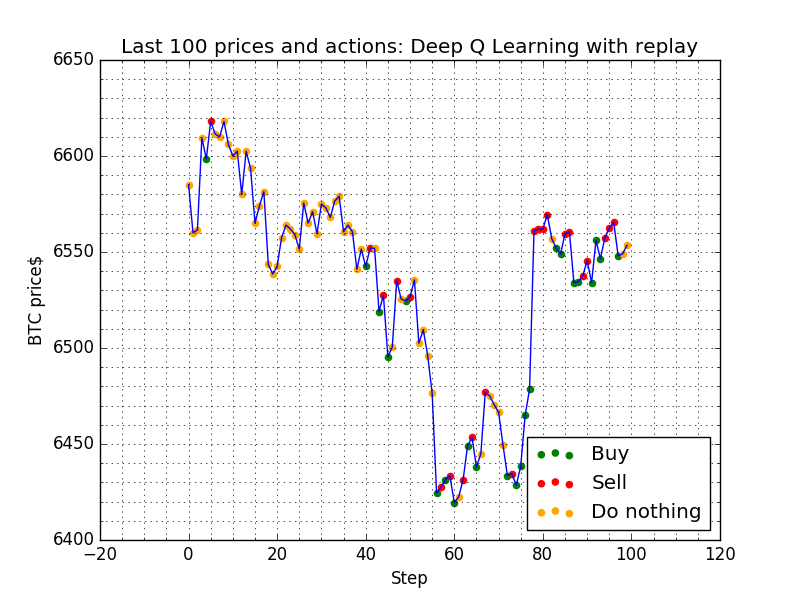 Last 100 prices and actions: Deep Q Learning with replay
6650
6600
6550
6500
6450
6400
BTC price$
Buy
Sell
Do nothing
−20 0 20 40 60 80 100 120
Step